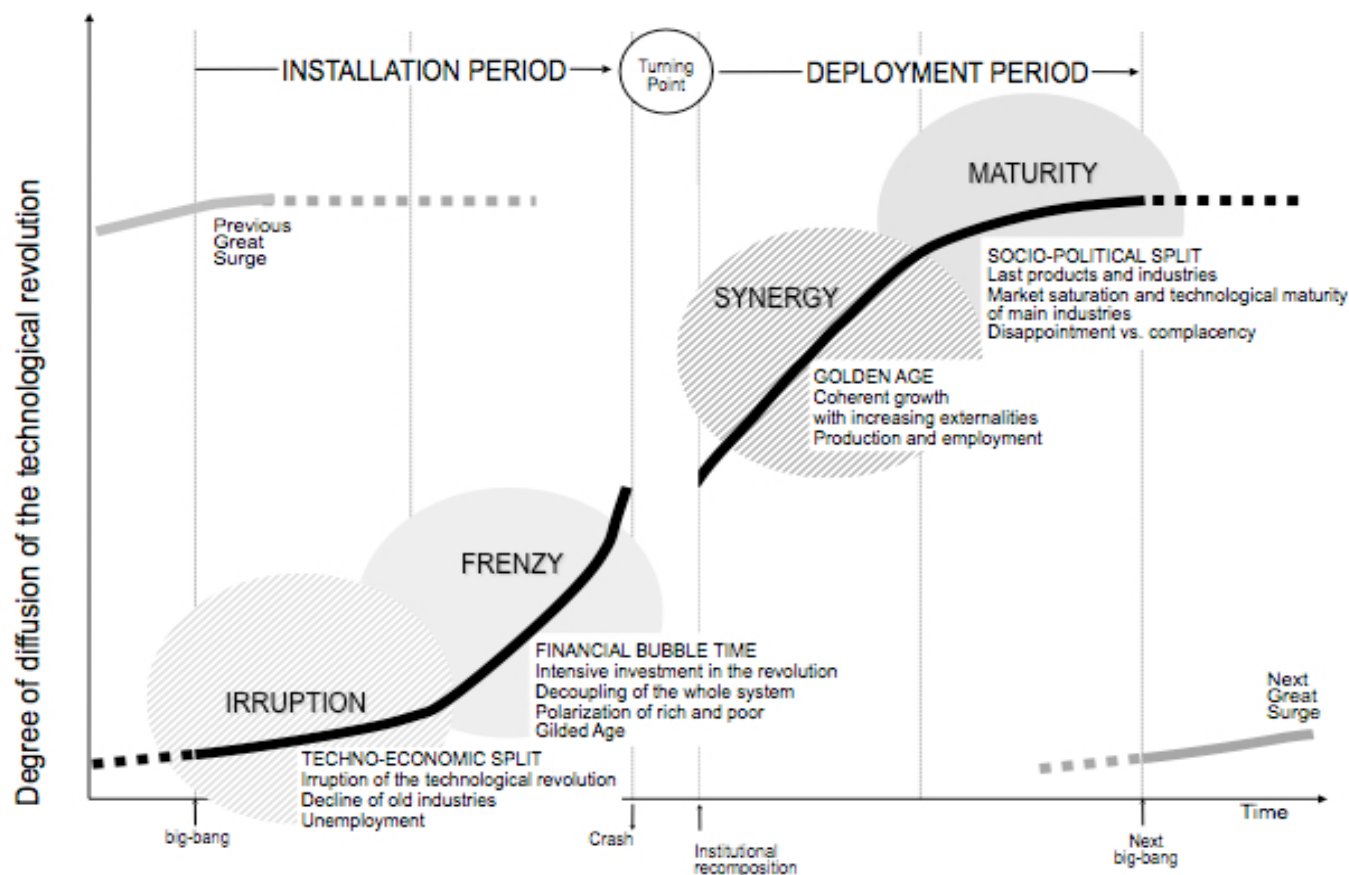 INSTALLATION PERIOD
Turning
Point
DEPLOYMENT PERIOD
Degree of diffusion of the technological revolution
Previous
Great
Surge
MATURITY
SOCIO-POLITICAL SPLIT
Last products and industries
Market saturation and technological maturity
of main industries
Disappointment vs. complacency
SYNERGY
GOLDEN AGE
Coherent growth
with increasing externalities
Production and employment
FRENZY
FINANCIAL BUBBLE TIME
Intensive investment in the revolution
Decoupling of the whole system
Polarization of rich and poor
Gilded Age
IRRUPTION
TECHNO-ECONOMIC SPLIT
Irruption of the technological revolution
Decline of old industries
Unemployment
Next
Great
Surge
Time
big-bang
Crash
Institutional
recomposition
Next
big-bang